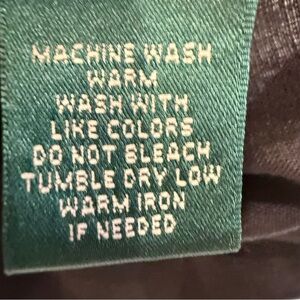 MACHINE WASH
WARM
WASH WITH
LIKE COLORS
DO NOT BLEACH
TUMBLE DRY LOW
WARM IRON
IF NEEDED